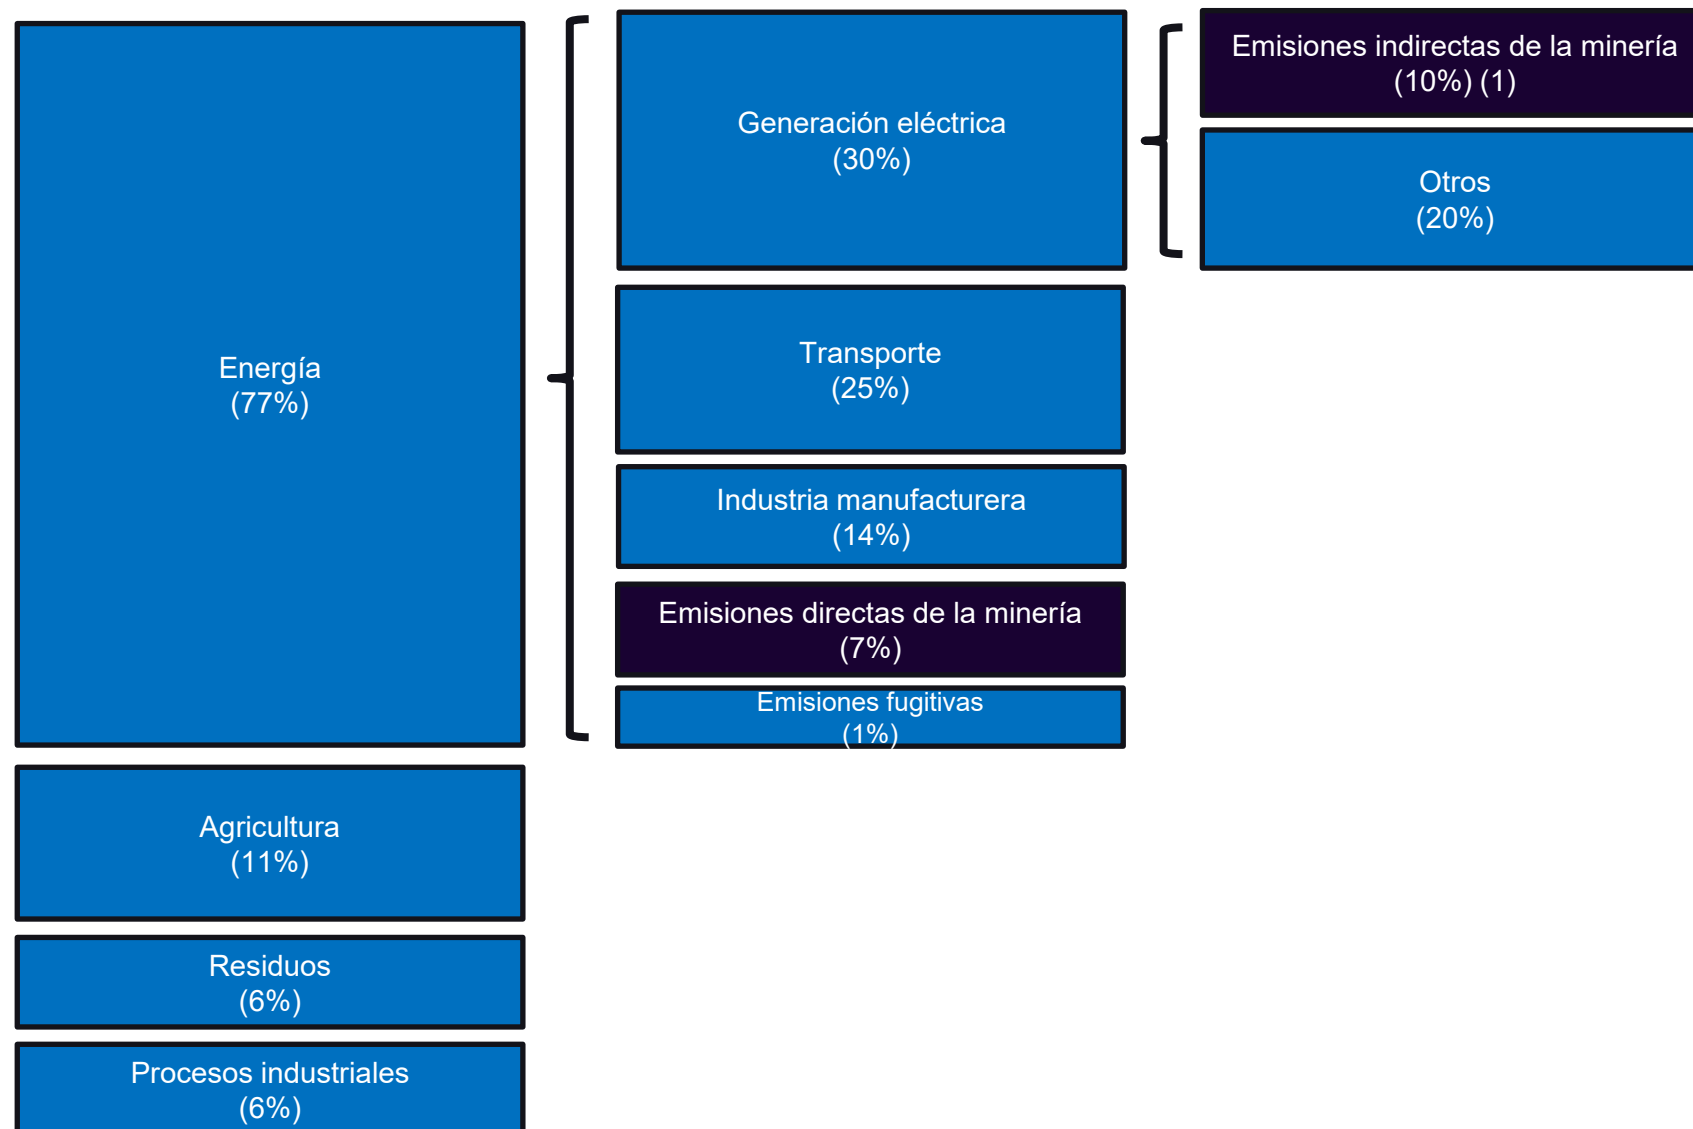 Energía
(77%)
Agricultura
(11%)
Residuos
(6%)
Procesos industriales
(6%)
Generación eléctrica
(30%)
Transporte
(25%)
Industria manufacturera
(14%)
Emisiones directas de la minería
(7%)
Emisiones fugitivas
(1%)
Emisiones indirectas de la minería
(10%) (1)
Otros
(20%)